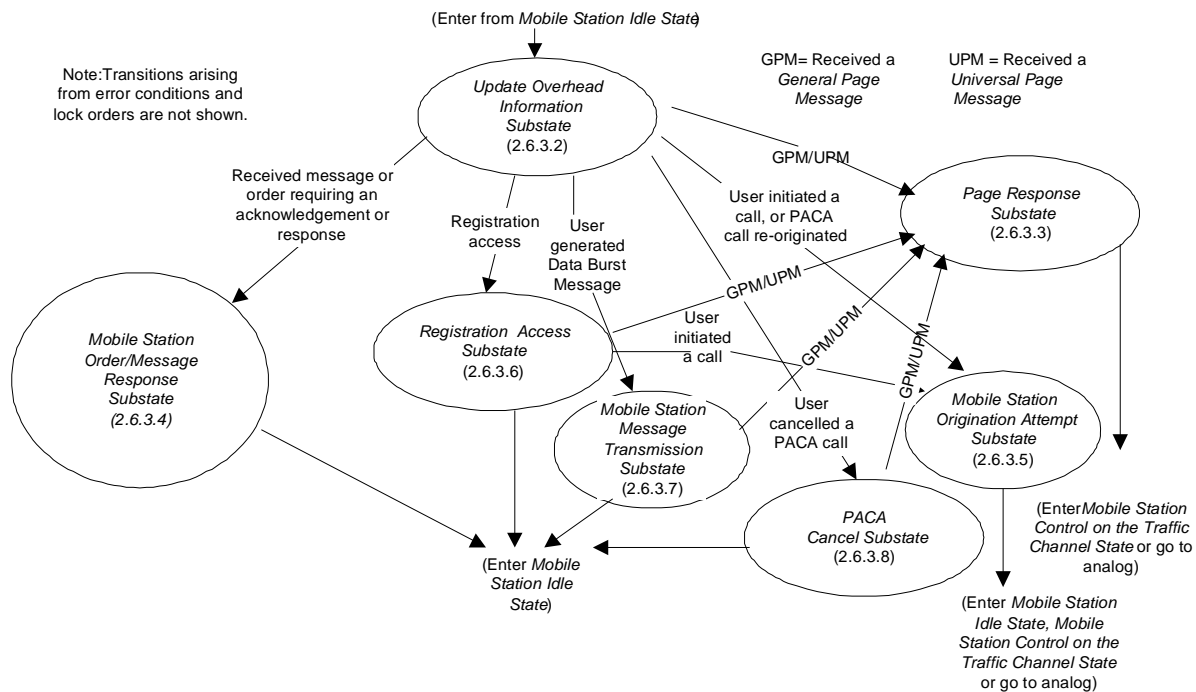 (Enter from Mobile Station Idle State)
Note:Transitions arising
from error conditions and
lock orders are not shown.
GPM= Received a
General Page
Message
UPM = Received a
Universal Page
Message
Update Overhead
Information
Substate
(2.6.3.2)
GPM/UPM
Received message or
order requiring an
acknowledgement or
response
Registration
access
User
generated
Data Burst
Message
User initiated a
call, or PACA
call re-originated
Page Response
Substate
(2.6.3.3)
GPM/UPM
Mobile Station
Order/Message
Response
Substate
(2.6.3.4)
Registration Access
Substate
(2.6.3.6)
User
initiated
a call
GPM/UPM
GPM/UPM
Mobile Station
Message
Transmission
Substate
(2.6.3.7)
User
cancelled a
PACA call
Mobile Station
Origination Attempt
Substate
(2.6.3.5)
PACA
Cancel Substate
(2.6.3.8)
(Enter Mobile
Station Idle
State)
(EnterMobile Station
Control on the Traffic
Channel State or go to
analog)
(Enter Mobile Station
Idle State, Mobile
Station Control on the
Traffic Channel State
or go to analog)